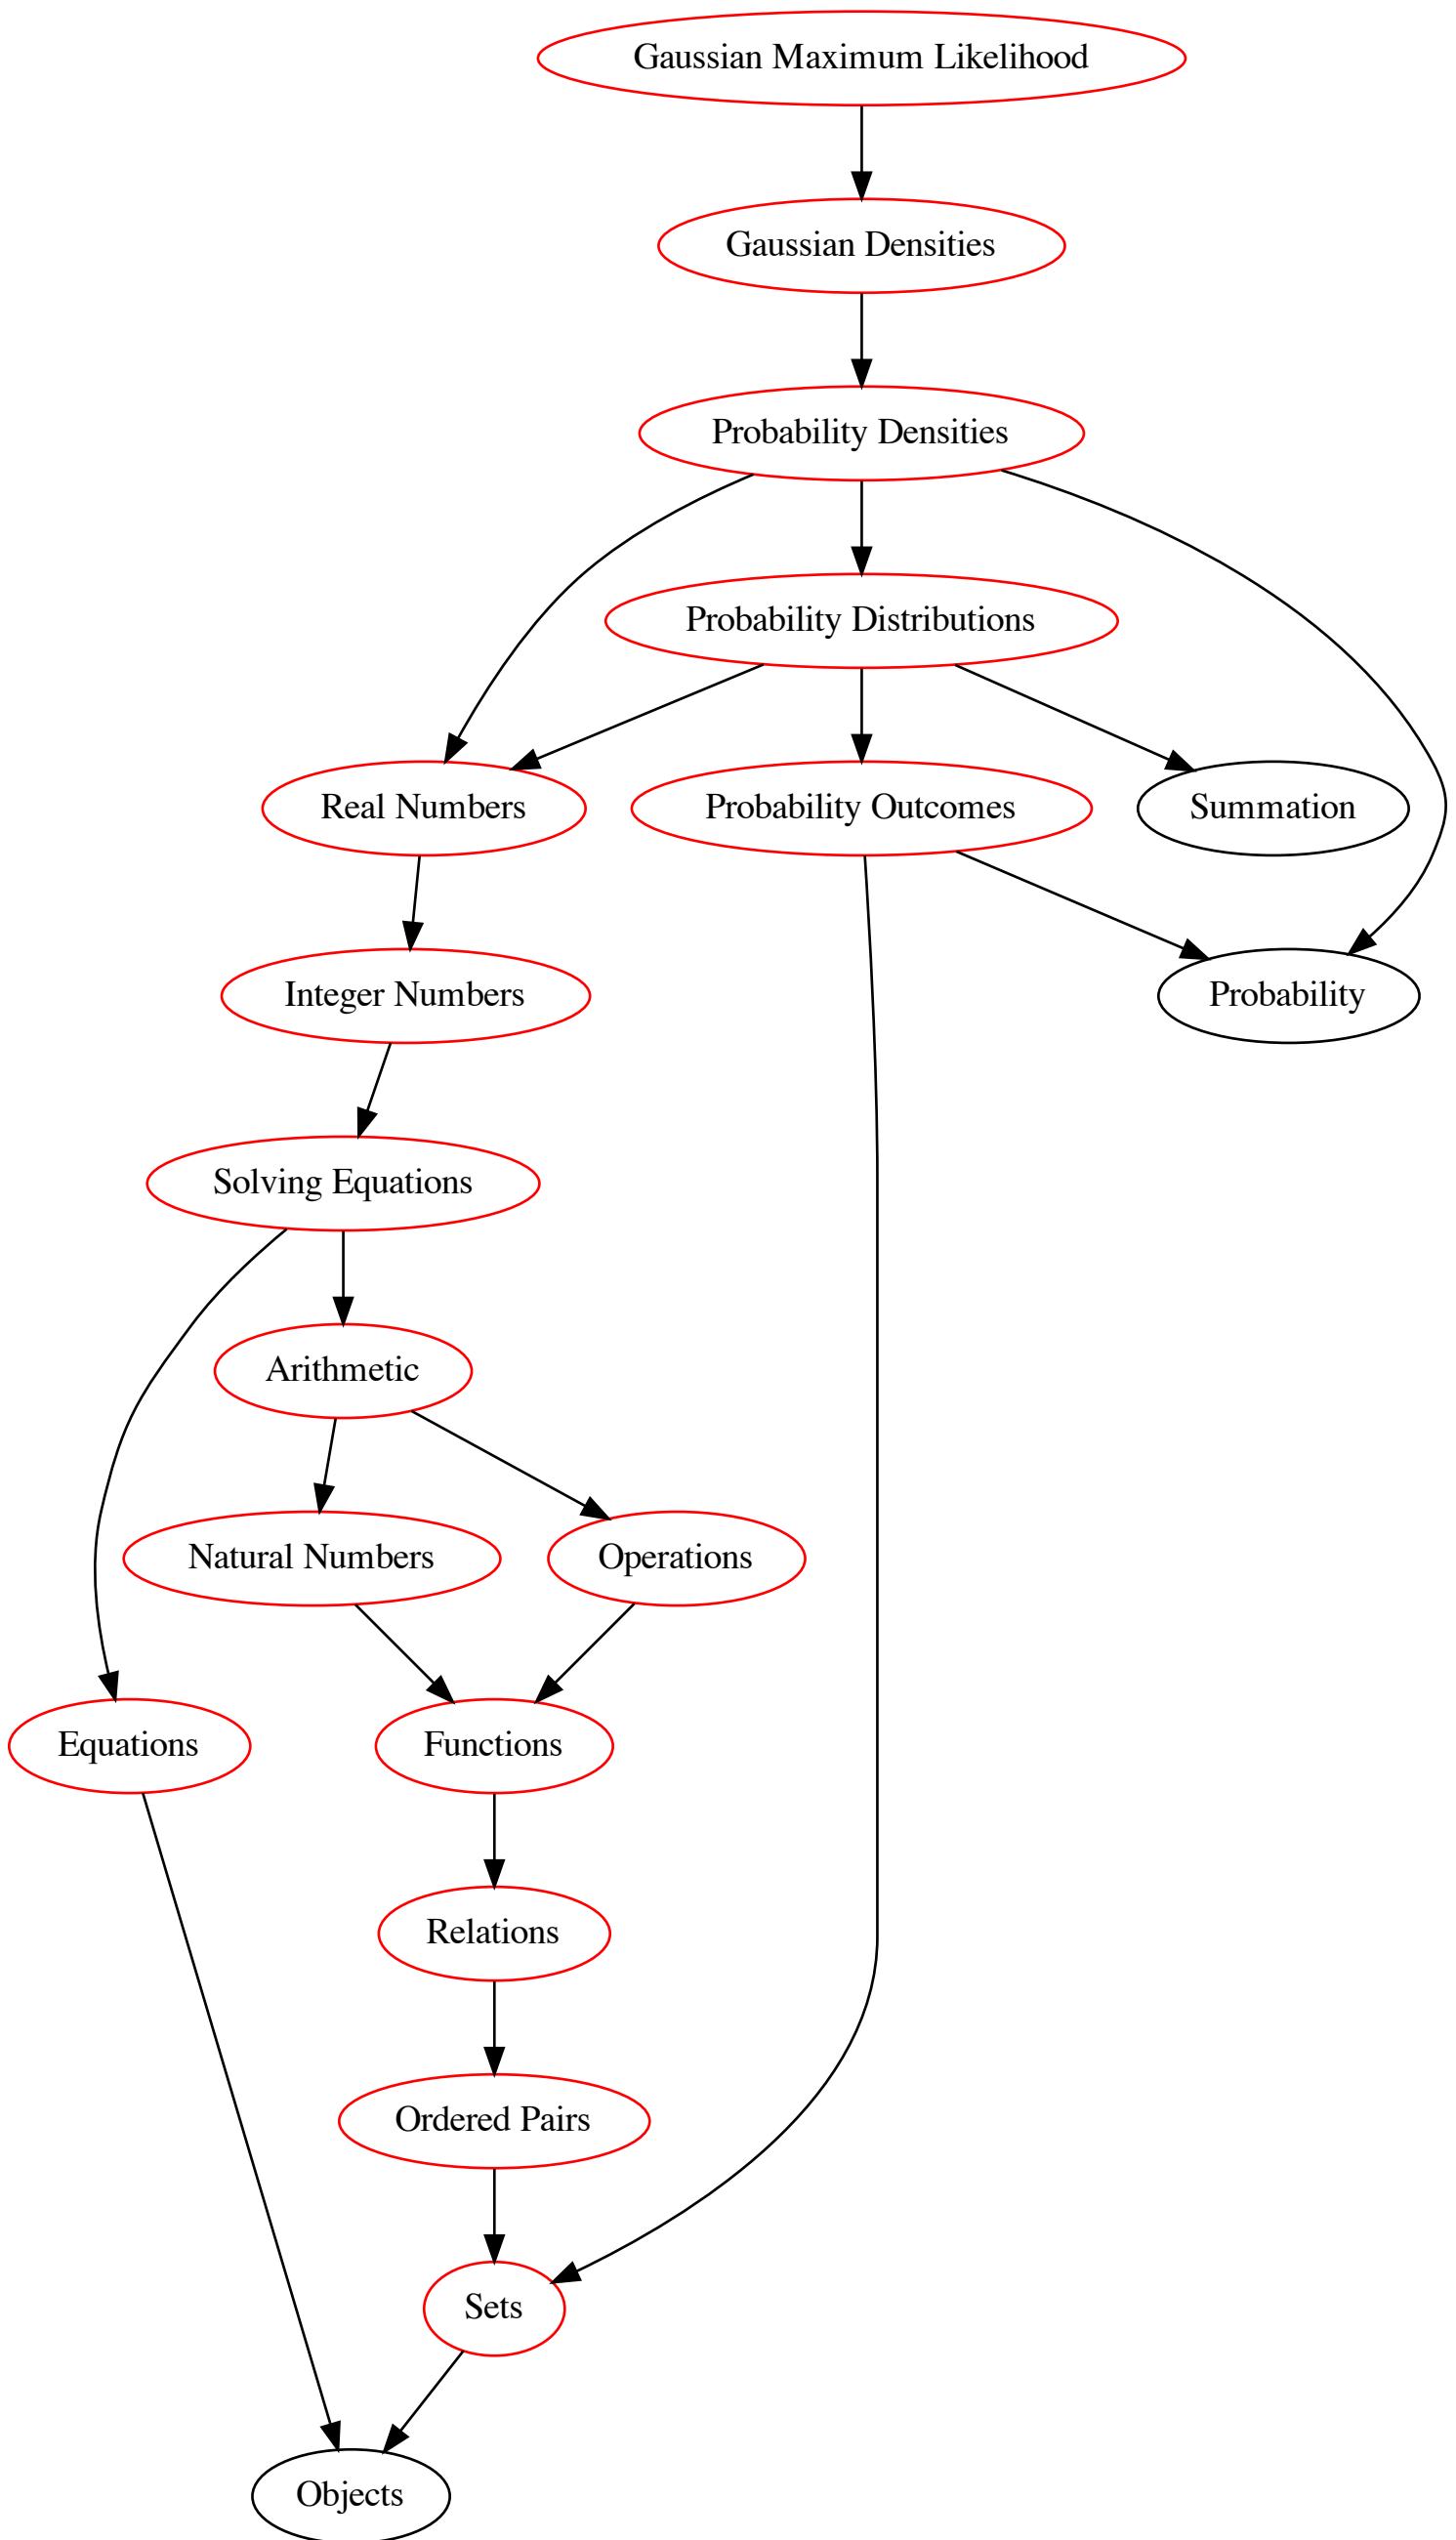 Gaussian Maximum Likelihood
Gaussian Densities
Probability Densities
Probability Distributions
Real Numbers
Probability Outcomes
Summation
Integer Numbers
Probability
Solving Equations
Arithmetic
Natural Numbers
Operations
Equations
Functions
Relations
Ordered Pairs
Sets
Objects